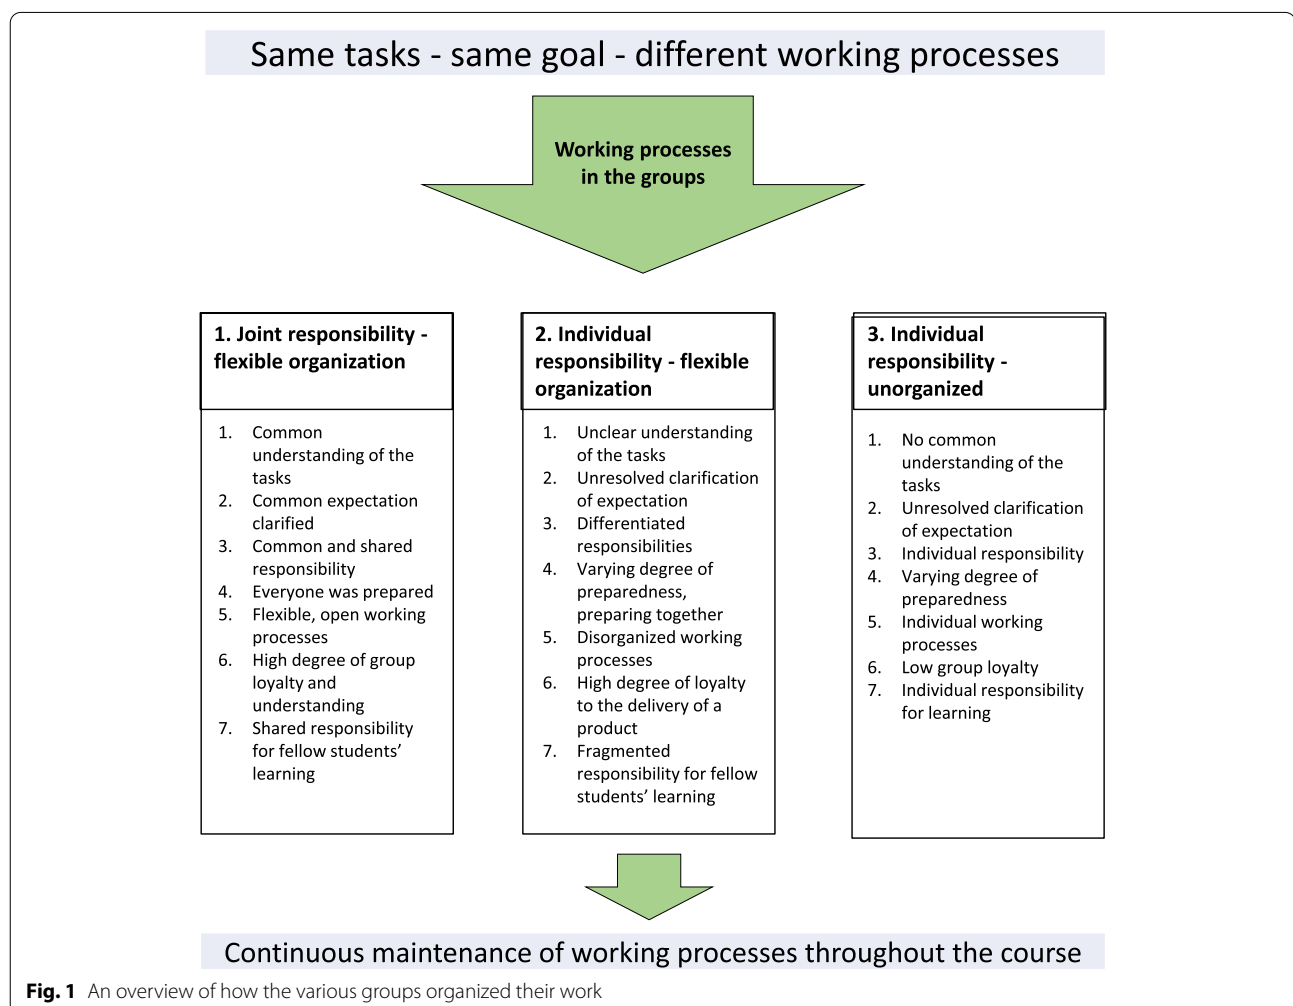 Same tasks - same goal - different working processes
Working processes
in the groups
1. Joint responsibility -
flexible organization
1. Common
understanding of the
tasks
2. Common expectation
clarified
3. Common and shared
responsibility
4. Everyone was prepared
5. Flexible, open working
processes
6. High degree of group
loyalty and
understanding
7. Shared responsibility
for fellow students’
learning
2. Individual
responsibility - flexible
organization
1. Unclear understanding
of the tasks
2. Unresolved clarification
of expectation
3. Differentiated
responsibilities
4. Varying degree of
preparedness,
preparing together
5. Disorganized working
processes
6. High degree of loyalty
to the delivery of a
product
7. Fragmented
responsibility for fellow
students’ learning
3. Individual
responsibility -
unorganized
1. No common
understanding of the
tasks
2. Unresolved clarification
of expectation
3. Individual responsibility
4. Varying degree of
preparedness
5. Individual working
processes
6. Low group loyalty
7. Individual responsibility
for learning
Continuous maintenance of working processes throughout the course
Fig. 1 An overview of how the various groups organized their work